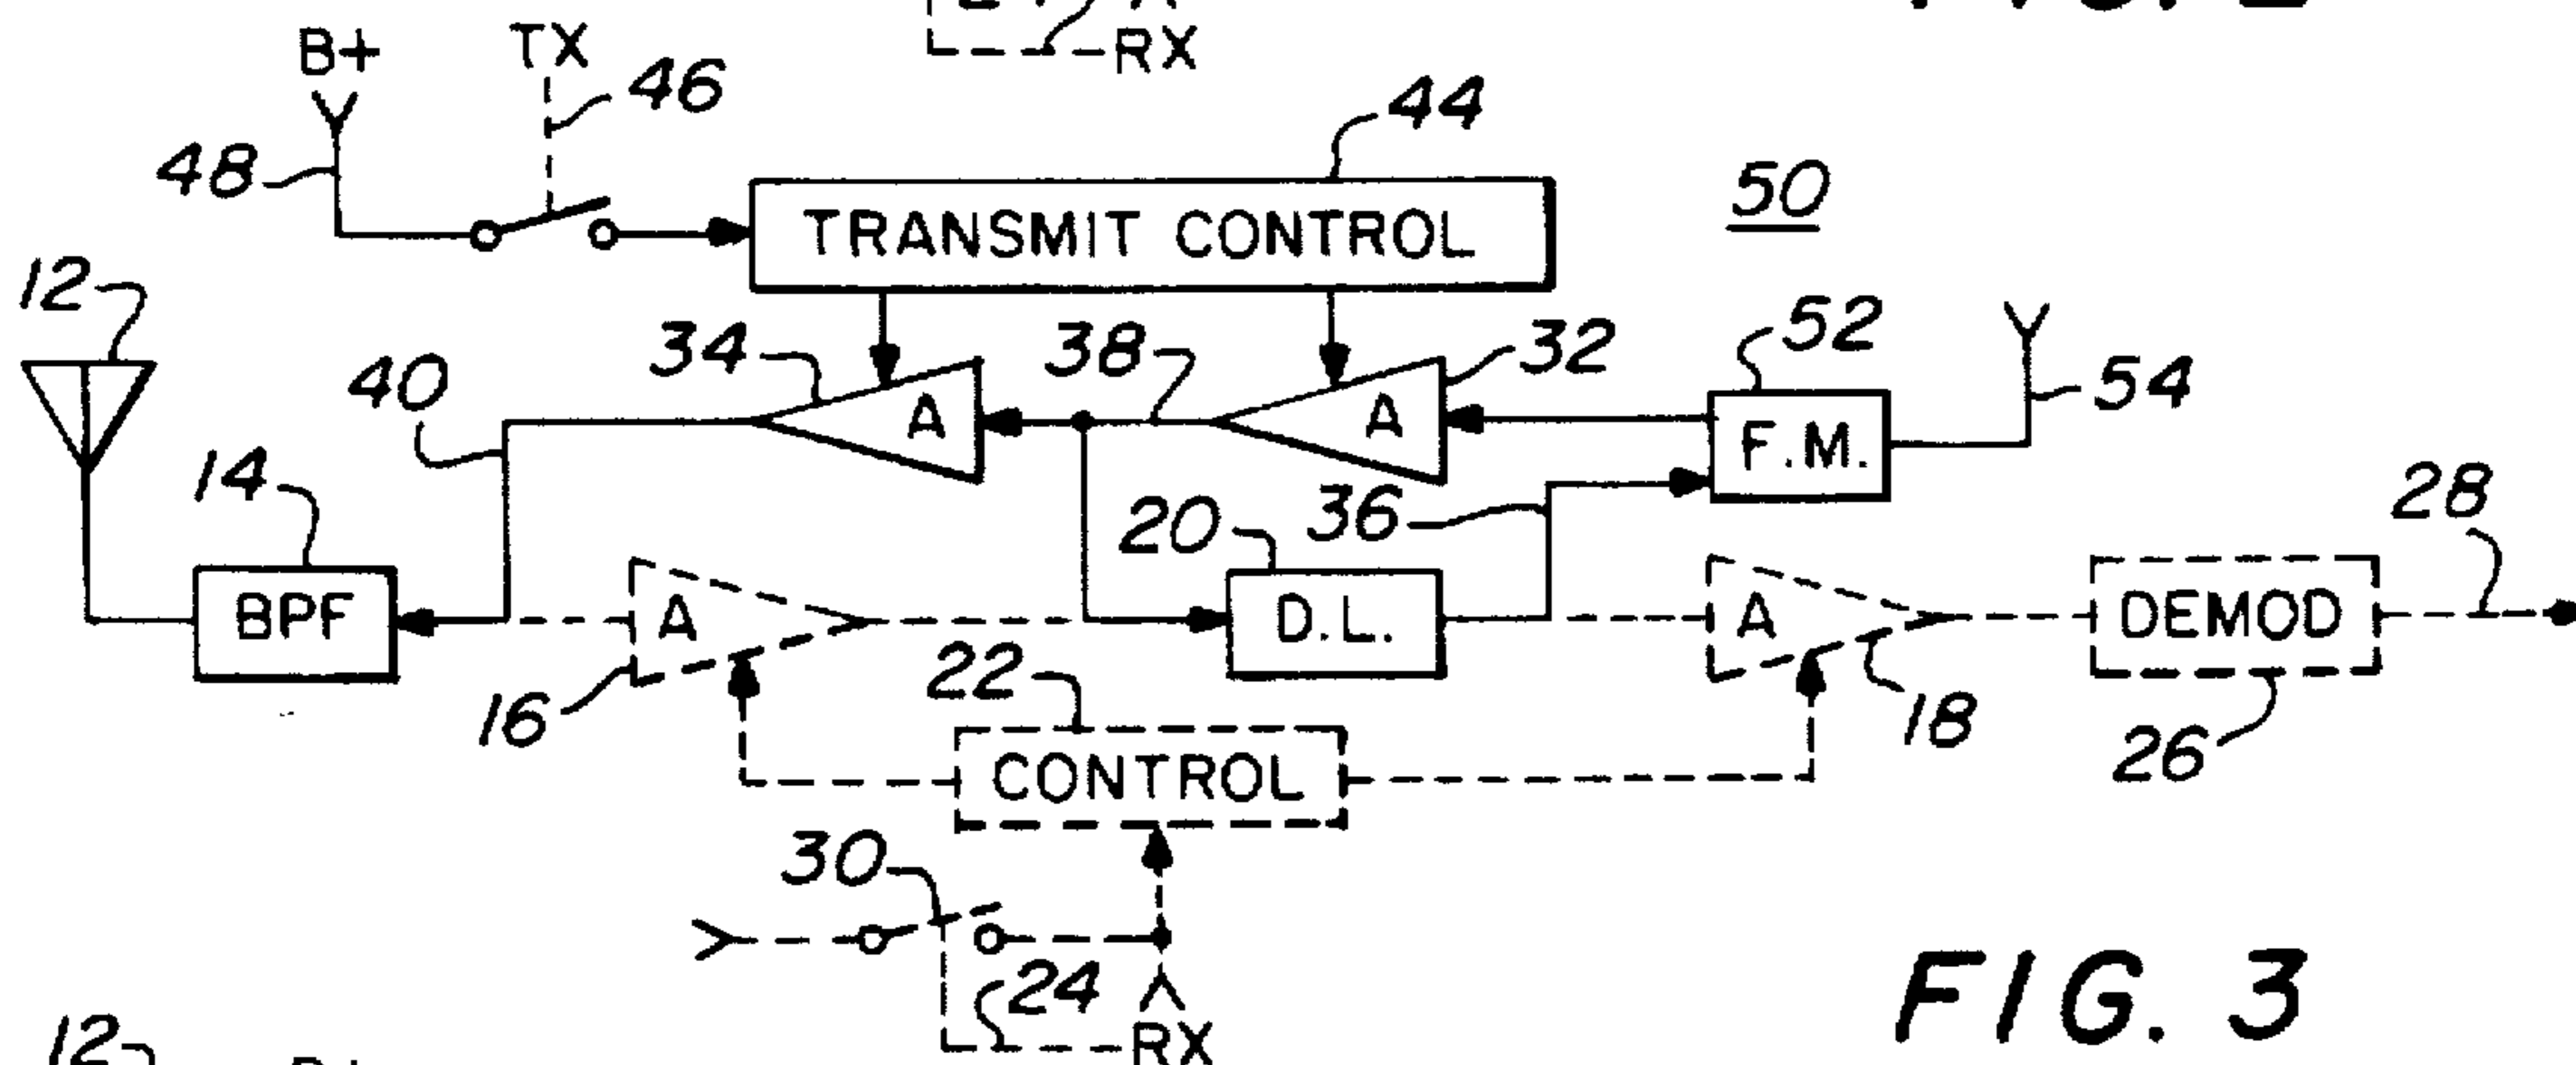 RX
B+
TX
46
44
48
50
TRANSMIT CONTROL
12
34
38
32
52
54
40
A
A
F.M.
14
20
36
28
BPF
A
D.L.
A
DEMOD
16
22
18
26
CONTROL
30
24
RX
FIG. 3
12